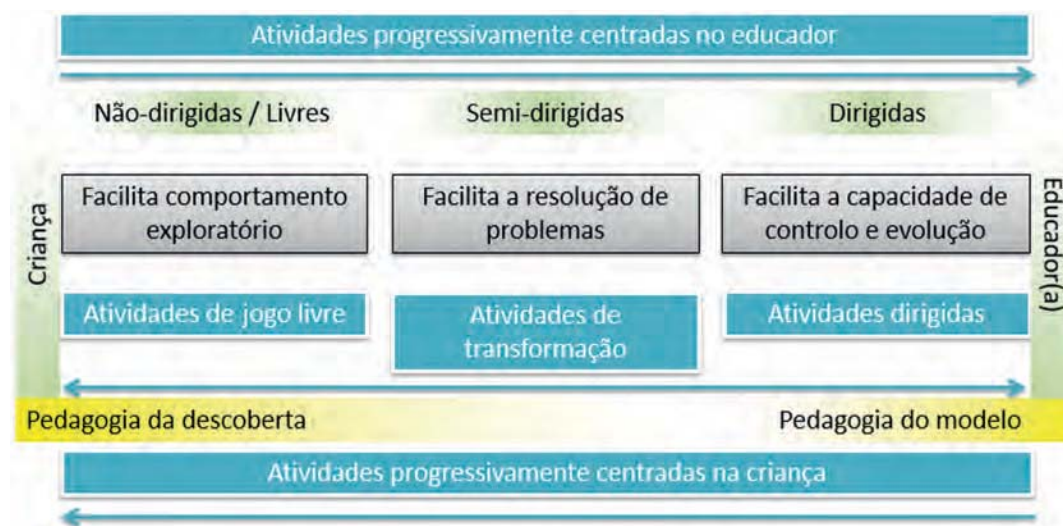 Atividades progressivamente centradas no educador
Não-dirigidas / Livres
Semi-dirigidas
Dirigidas
Criança
Facilita comportamento
exploratório
Facilita a resolução de
problemas
Facilita a capacidade de
controlo e evolução
Educador(a)
Atividades de jogo livre
Atividades de
transformação
Atividades dirigidas
Pedagogia da descoberta
Pedagogia do modelo
Atividades progressivamente centradas na criança